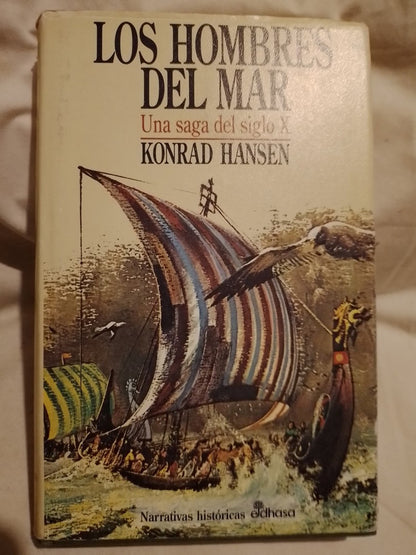 LOS HOMBRES
DEL MAR
Una saga del siglo X
KONRAD HANSEN
Narrativas históricas edhasa